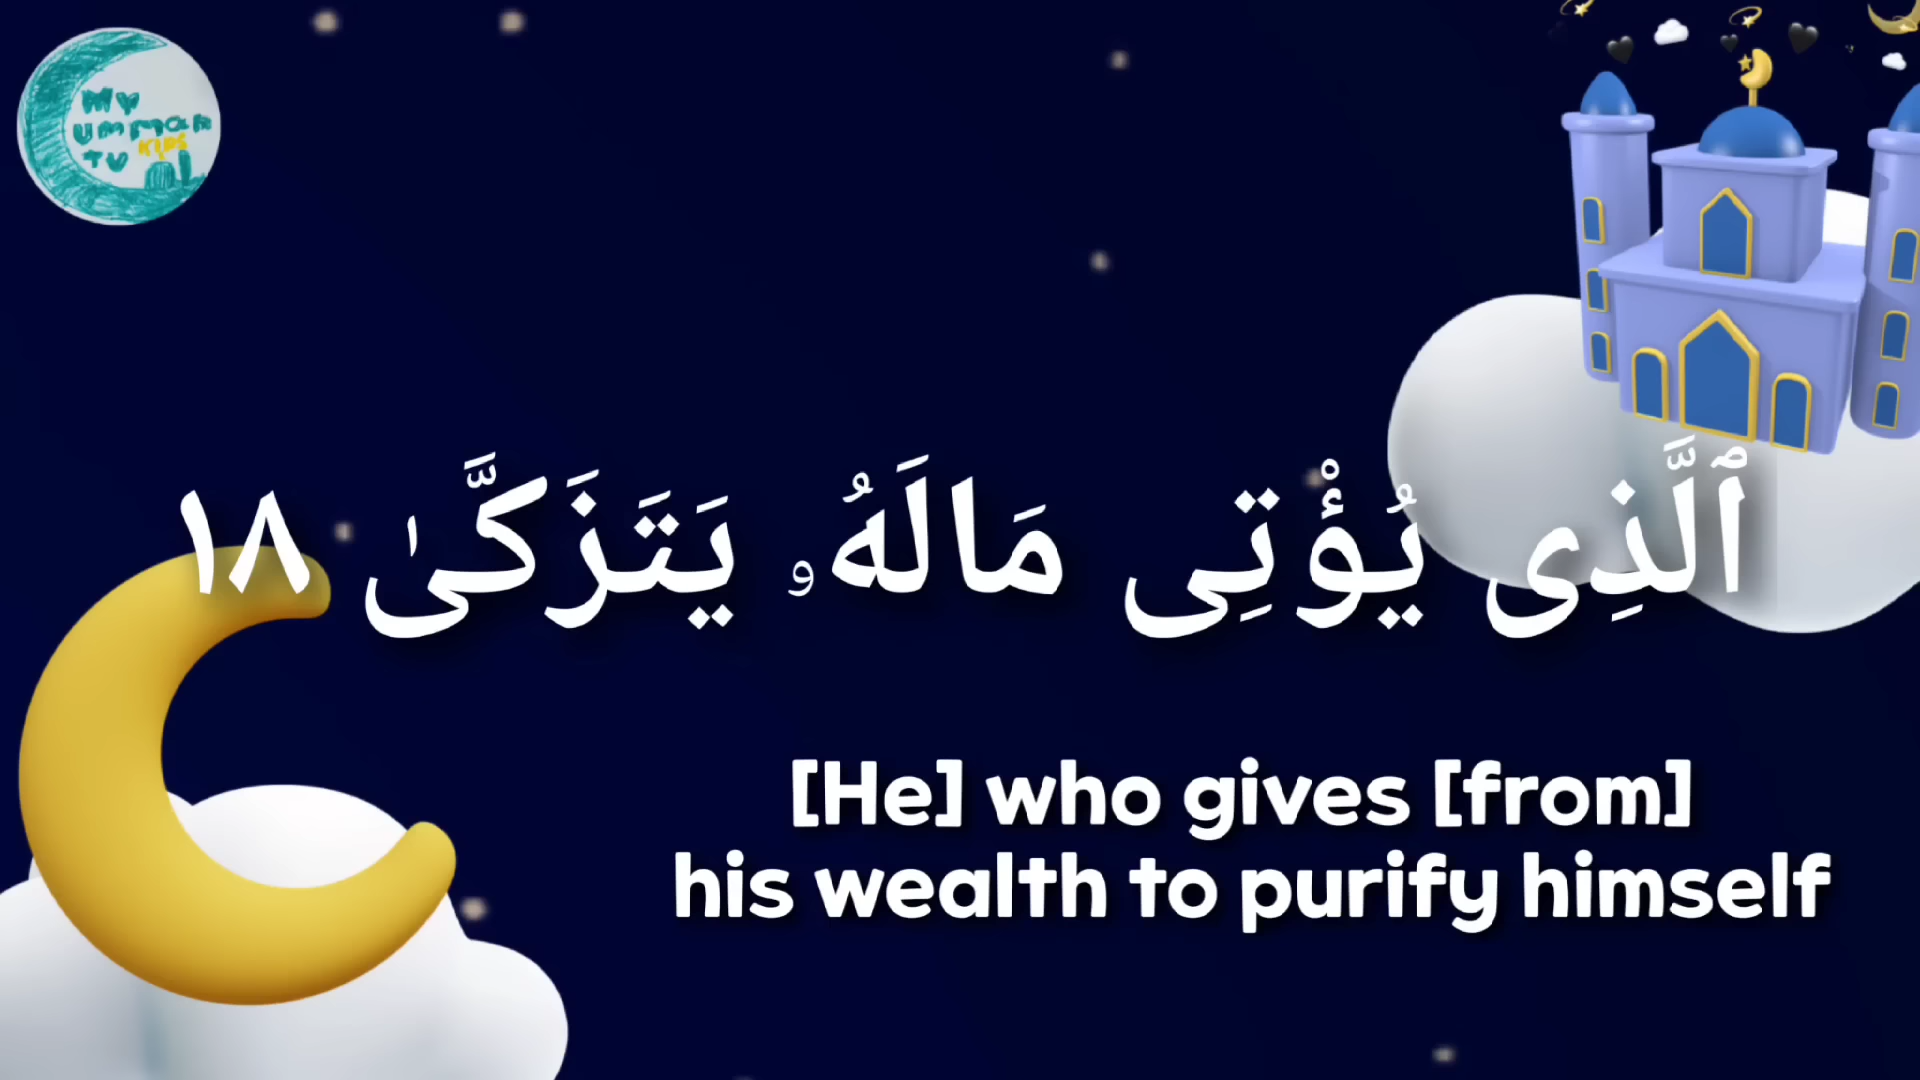 MY
UMMAH
KIDS
TV
ٱلَّذِى يُؤْتِى مَالَهُۥ يَتَزَكَّىٰ ١٨
[He] who gives [from]
his wealth to purify himself